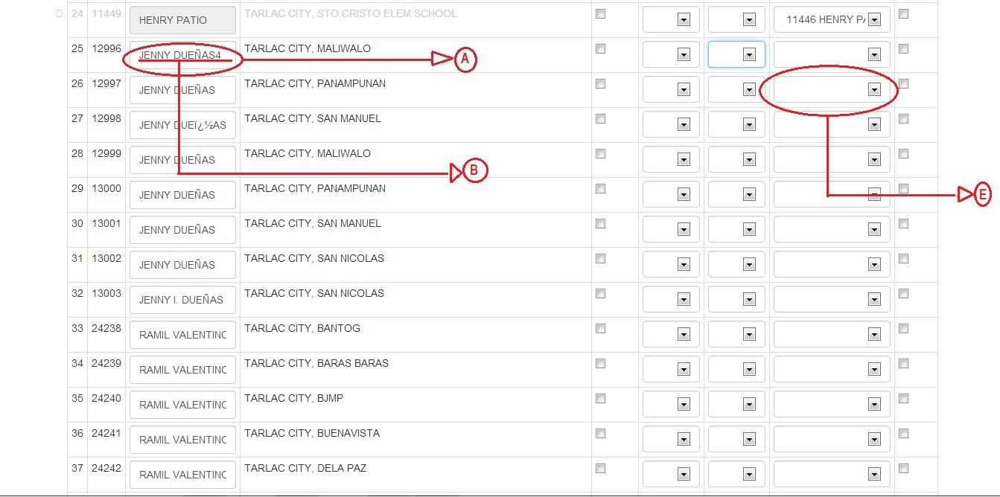 24 11449 HENRY PATIO TARLAC CITY, STO.CRISTO ELEM.SCHOOL 11446 HENRY PA
25 12996 JENNY DUEÑAS4 TARLAC CITY, MALIWALO A
26 12997 JENNY DUEÑAS TARLAC CITY, PANAMPUNAN
27 12998 JENNY DUEï¿½AS TARLAC CITY, SAN MANUEL
28 12999 JENNY DUEÑAS TARLAC CITY, MALIWALO B
29 13000 JENNY DUEÑAS TARLAC CITY, PANAMPUNAN E
30 13001 JENNY DUEÑAS TARLAC CITY, SAN MANUEL
31 13002 JENNY DUEÑAS TARLAC CITY, SAN NICOLAS
32 13003 JENNY I. DUEÑAS TARLAC CITY, SAN NICOLAS
33 24238 RAMIL VALENTINO TARLAC CITY, BANTOG
34 24239 RAMIL VALENTINO TARLAC CITY, BARAS BARAS
35 24240 RAMIL VALENTINO TARLAC CITY, BJMP
36 24241 RAMIL VALENTINO TARLAC CITY, BUENAVISTA
37 24242 RAMIL VALENTINO TARLAC CITY, DELA PAZ